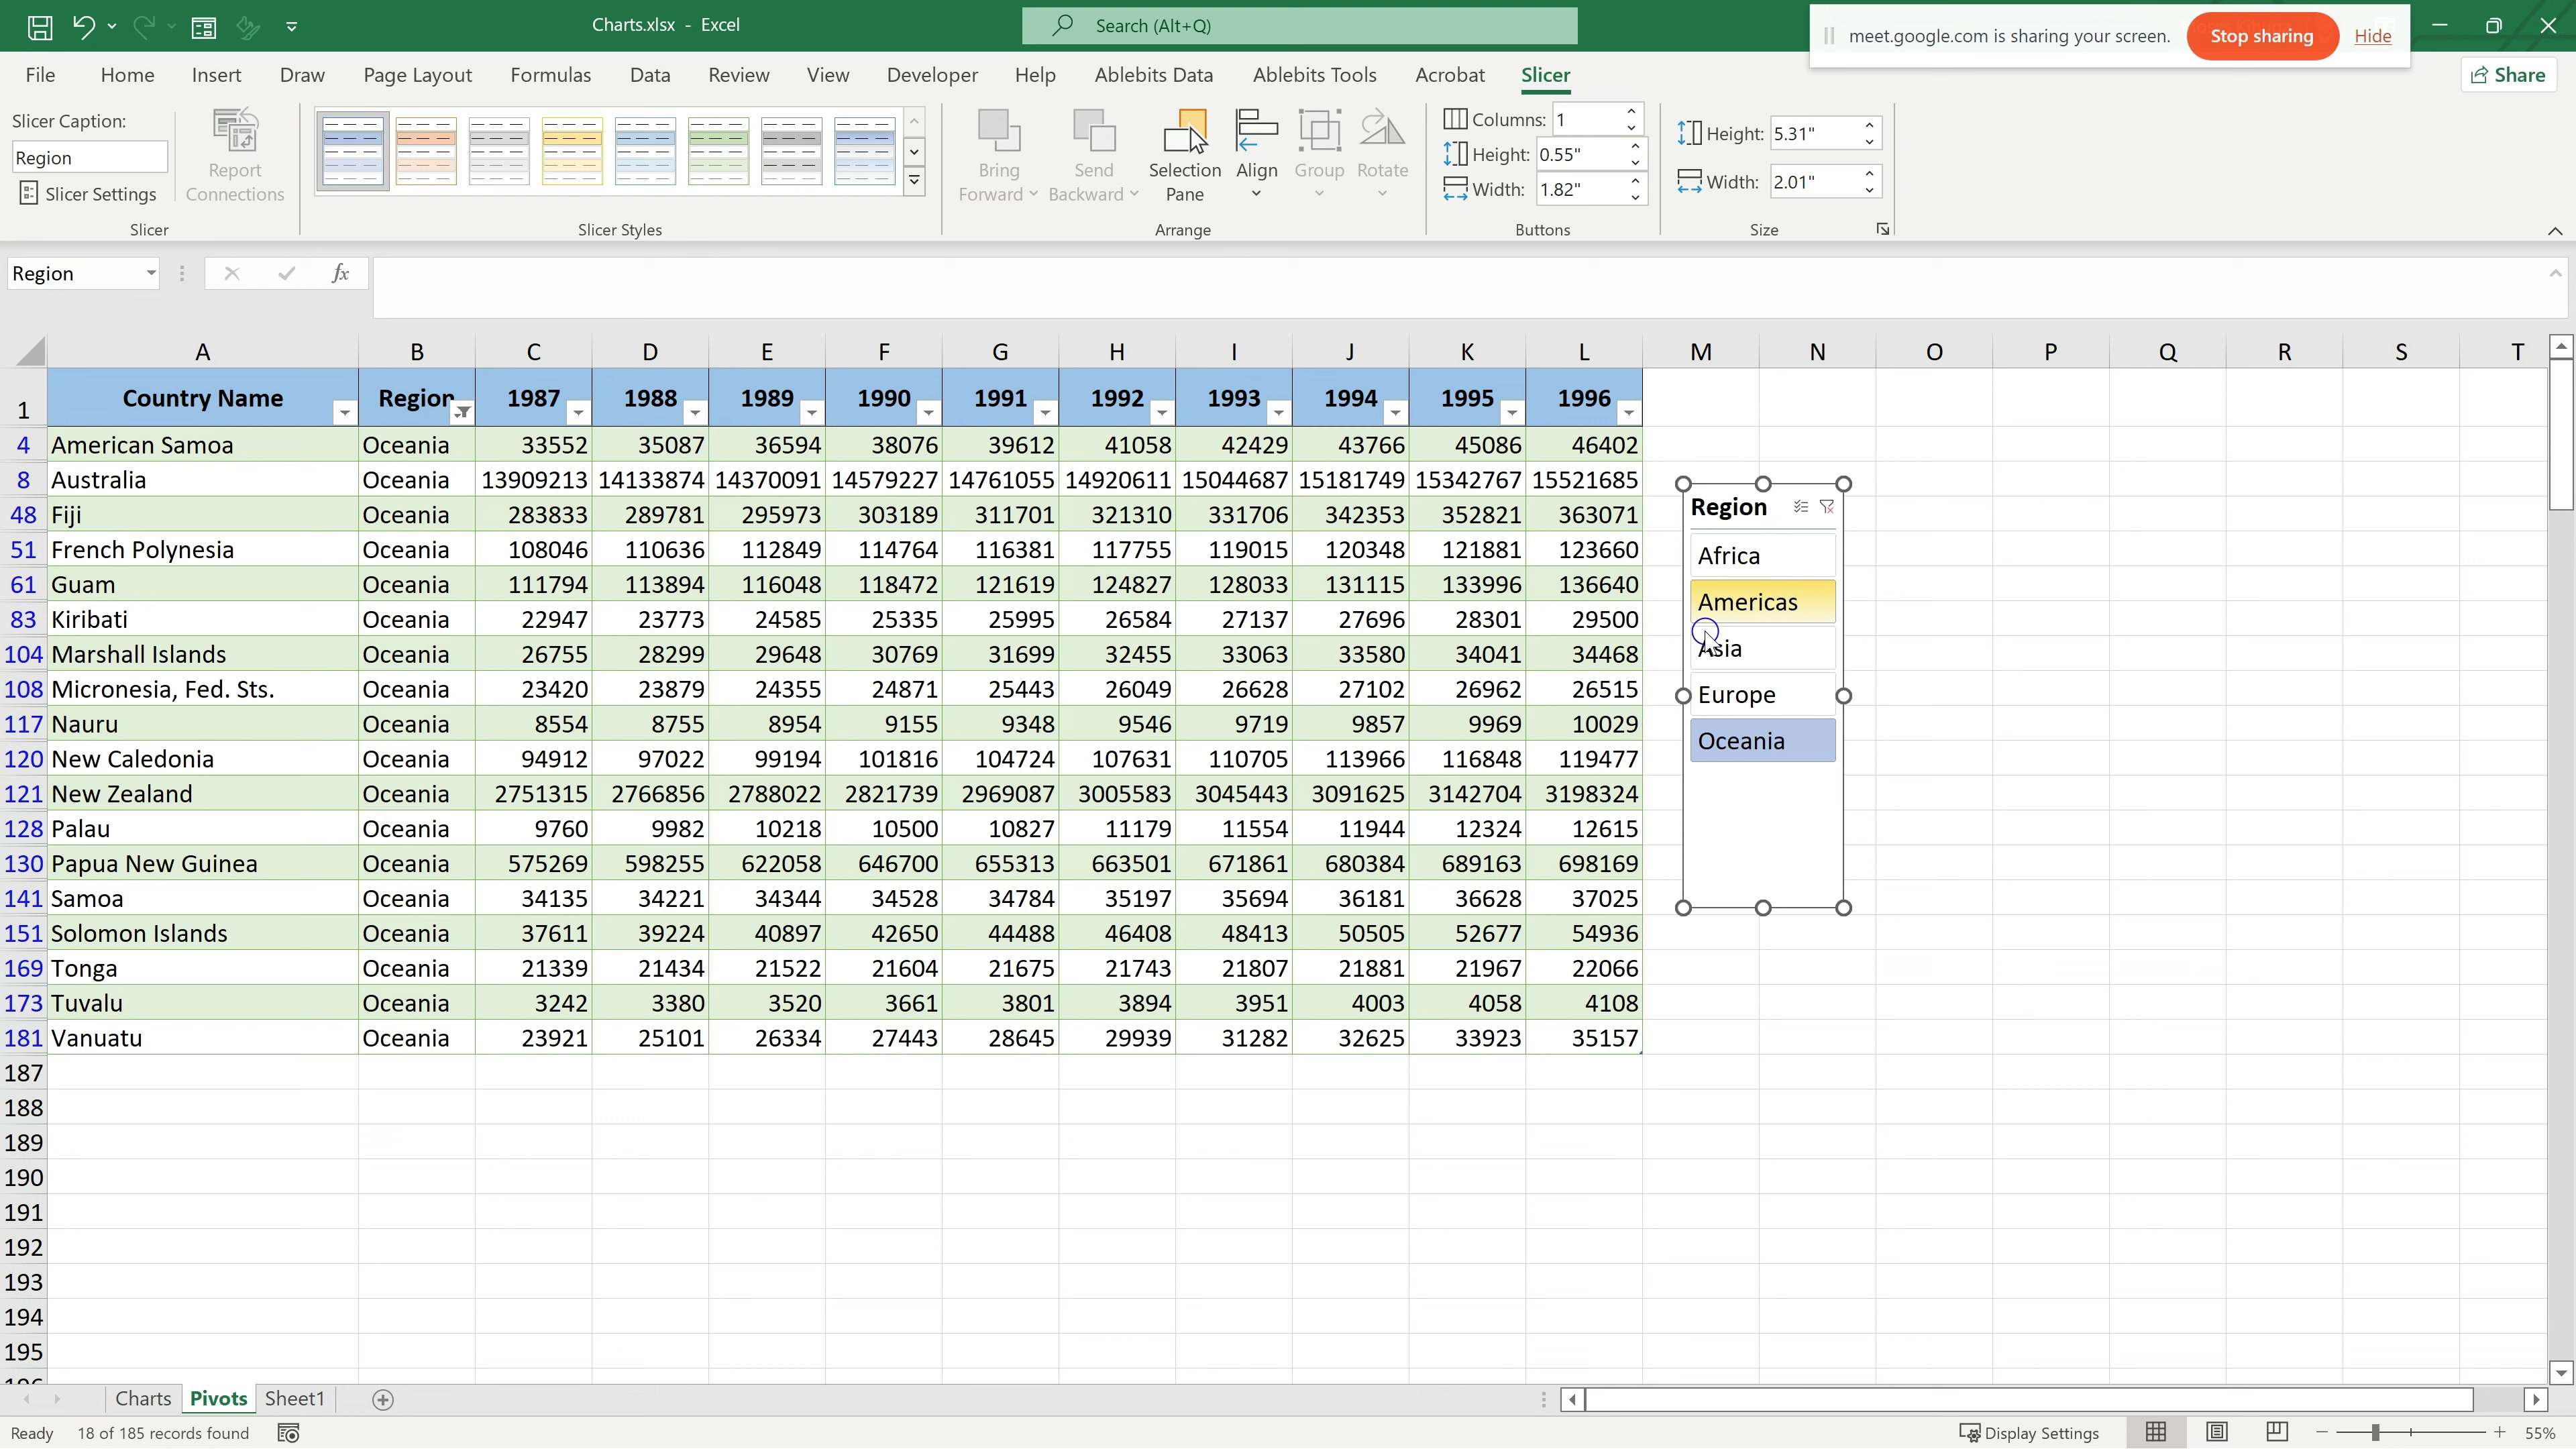 Charts.xlsx - Excel
Search (Alt+Q)
meet.google.com is sharing your screen.
Stop sharing
Hide
File Home Insert Draw Page Layout Formulas Data Review View Developer Help Ablebits Data Ablebits Tools Acrobat Slicer
Share
Slicer Caption:
Region
Slicer Settings
Report Connections
Slicer
Slicer Styles
Bring Forward
Send Backward
Selection Pane
Align
Group
Rotate
Arrange
Columns: 1
Height: 0.55"
Width: 1.82"
Buttons
Height: 5.31"
Width: 2.01"
Size
Region
fx
A B C D E F G H I J K L M N O P Q R S T
1 Country Name Region 1987 1988 1989 1990 1991 1992 1993 1994 1995 1996
4 American Samoa Oceania 33552 35087 36594 38076 39612 41058 42429 43766 45086 46402
8 Australia Oceania 13909213 14133874 14370091 14579227 14761055 14920611 15044687 15181749 15342767 15521685
48 Fiji Oceania 283833 289781 295973 303189 311701 321310 331706 342353 352821 363071
51 French Polynesia Oceania 108046 110636 112849 114764 116381 117755 119015 120348 121881 123660
61 Guam Oceania 111794 113894 116048 118472 121619 124827 128033 131115 133996 136640
83 Kiribati Oceania 22947 23773 24585 25335 25995 26584 27137 27696 28301 29500
104 Marshall Islands Oceania 26755 28299 29648 30769 31699 32455 33063 33580 34041 34468
108 Micronesia, Fed. Sts. Oceania 23420 23879 24355 24871 25443 26049 26628 27102 26962 26515
117 Nauru Oceania 8554 8755 8954 9155 9348 9546 9719 9857 9969 10029
120 New Caledonia Oceania 94912 97022 99194 101816 104724 107631 110705 113966 116848 119477
121 New Zealand Oceania 2751315 2766856 2788022 2821739 2969087 3005583 3045443 3091625 3142704 3198324
128 Palau Oceania 9760 9982 10218 10500 10827 11179 11554 11944 12324 12615
130 Papua New Guinea Oceania 575269 598255 622058 646700 655313 663501 671861 680384 689163 698169
141 Samoa Oceania 34135 34221 34344 34528 34784 35197 35694 36181 36628 37025
151 Solomon Islands Oceania 37611 39224 40897 42650 44488 46408 48413 50505 52677 54936
169 Tonga Oceania 21339 21434 21522 21604 21675 21743 21807 21881 21967 22066
173 Tuvalu Oceania 3242 3380 3520 3661 3801 3894 3951 4003 4058 4108
181 Vanuatu Oceania 23921 25101 26334 27443 28645 29939 31282 32625 33923 35157
187
188
189
190
191
192
193
194
195
Region
Africa
Americas
Asia
Europe
Oceania
Charts Pivots Sheet1
Ready 18 of 185 records found
Display Settings
55%